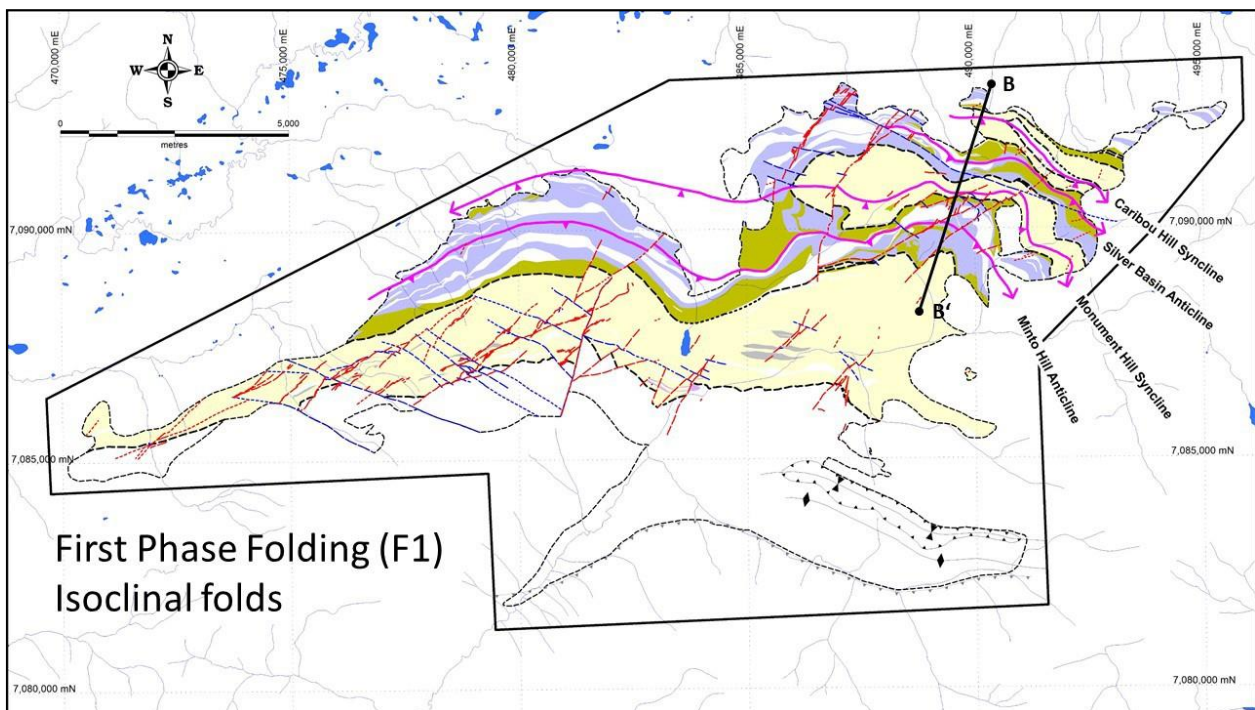 470,000 mE
475,000 mE
480,000 mE
485,000 mE
490,000 mE
495,000 mE
N
W E
S
0 5,000
metres
B
B'
7,090,000 mN
7,090,000 mN
Caribou Hill Syncline
Silver Basin Anticline
Monument Hill Syncline
Minto Hill Anticline
7,085,000 mN
7,085,000 mN
First Phase Folding (F1)
Isoclinal folds
7,080,000 mN
7,080,000 mN